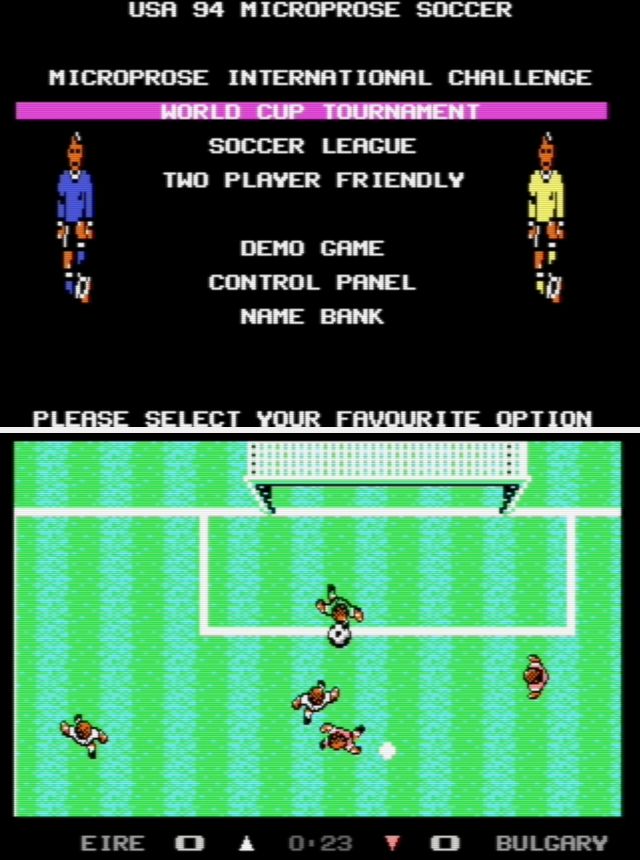 USA 94 MICROPROSE SOCCER
MICROPROSE INTERNATIONAL CHALLENGE
WORLD CUP TOURNAMENT
SOCCER LEAGUE
TWO PLAYER FRIENDLY
DEMO GAME
CONTROL PANEL
NAME BANK
PLEASE SELECT YOUR FAVOURITE OPTION
EIRE 0 0:23 0 BULGARY